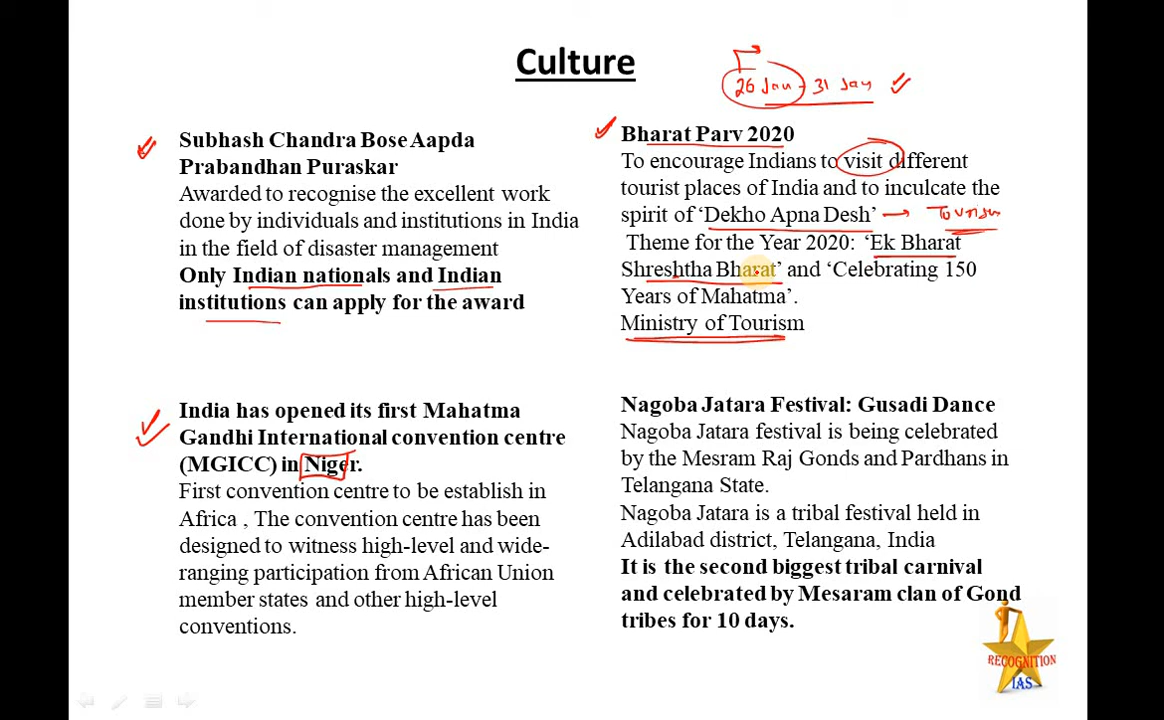 Culture
26 Jan - 31 Jan
Subhash Chandra Bose Aapda
Prabandhan Puraskar
Awarded to recognise the excellent work
done by individuals and institutions in India
in the field of disaster management
Only Indian nationals and Indian
institutions can apply for the award
Bharat Parv 2020
To encourage Indians to visit different
tourist places of India and to inculcate the
spirit of ‘Dekho Apna Desh’ → Tourism
Theme for the Year 2020: ‘Ek Bharat
Shreshtha Bharat’ and ‘Celebrating 150
Years of Mahatma’.
Ministry of Tourism
India has opened its first Mahatma
Gandhi International convention centre
(MGICC) in Niger.
First convention centre to be establish in
Africa , The convention centre has been
designed to witness high-level and wide-
ranging participation from African Union
member states and other high-level
conventions.
Nagoba Jatara Festival: Gusadi Dance
Nagoba Jatara festival is being celebrated
by the Mesram Raj Gonds and Pardhans in
Telangana State.
Nagoba Jatara is a tribal festival held in
Adilabad district, Telangana, India
It is the second biggest tribal carnival
and celebrated by Mesaram clan of Gond
tribes for 10 days.
RECOGNITION
IAS